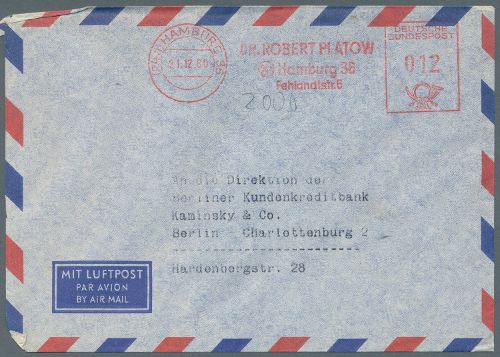 HAMBURG
21.12.60
DR. ROBERT PLATOW
Hamburg 36
Fehlandtstr.6
DEUTSCHE
BUNDESPOST
012
An die Direktion der
Berliner Kundenkreditbank
Kaminsky & Co.
Berlin - Charlottenburg 2
Hardenbergstr. 28
MIT LUFTPOST
PAR AVION
BY AIR MAIL